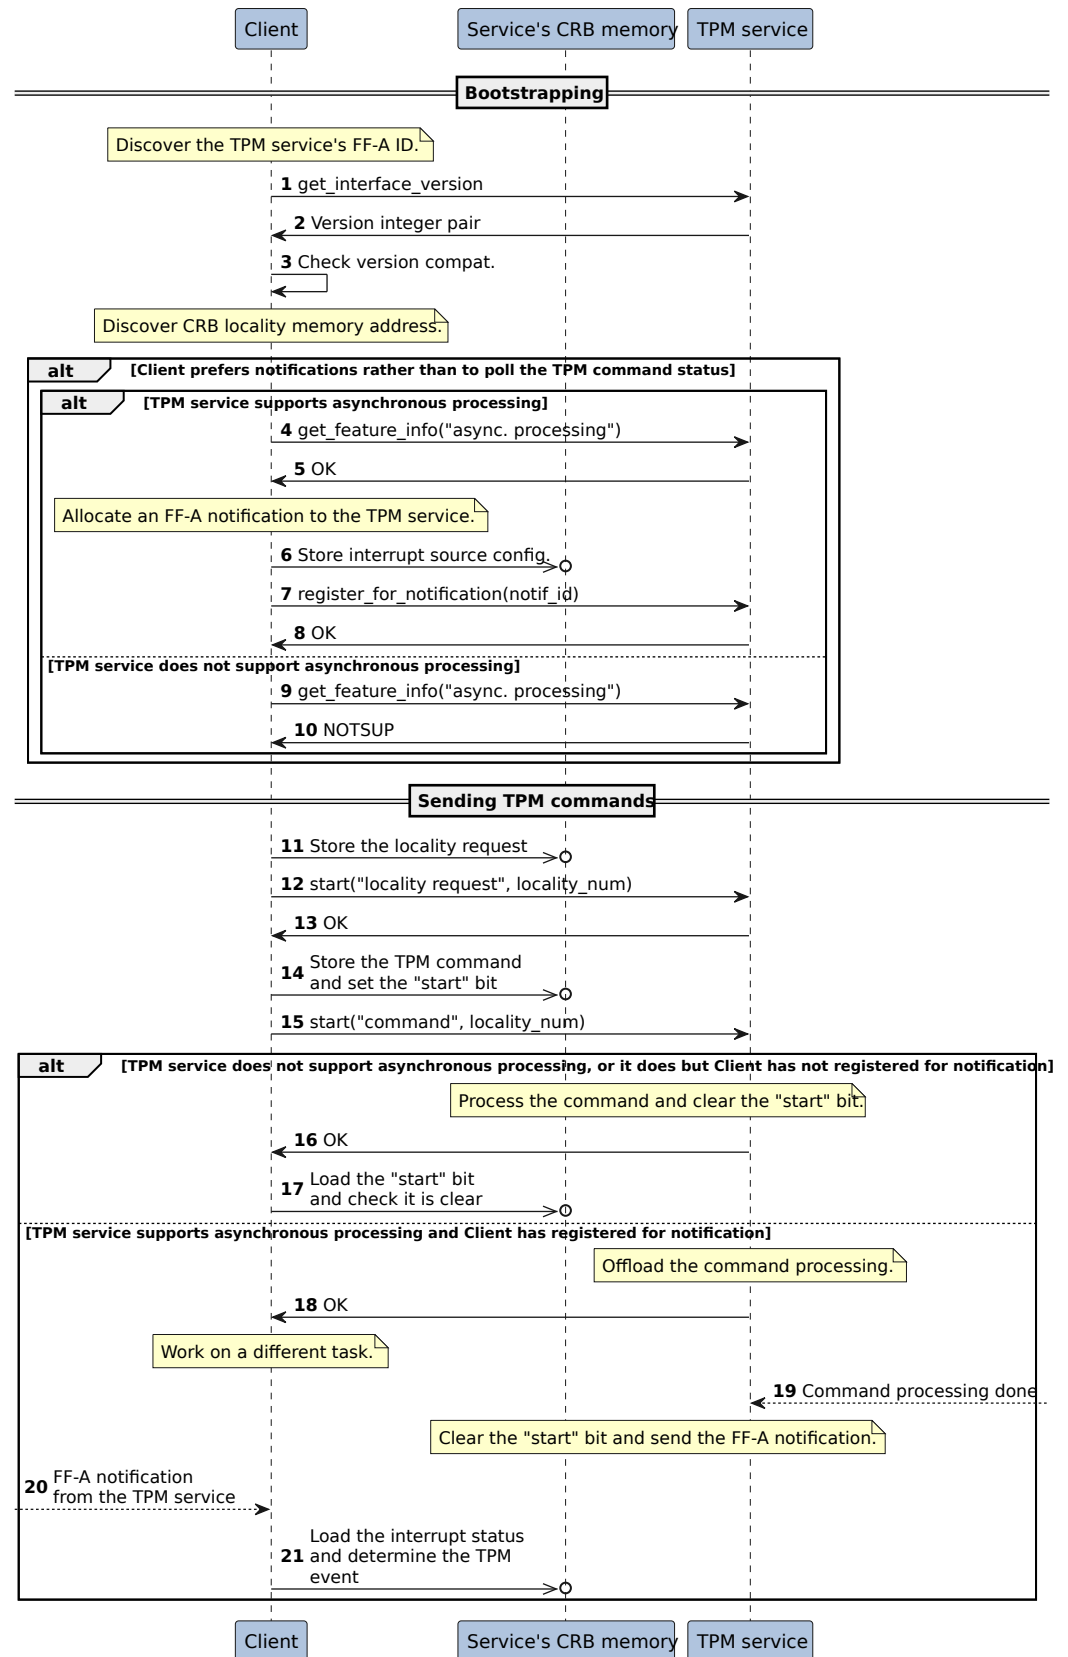 Client
Service's CRB memory
TPM service
Bootstrapping
Discover the TPM service's FF-A ID.
1 get_interface_version
2 Version integer pair
3 Check version compat.
Discover CRB locality memory address.
alt [Client prefers notifications rather than to poll the TPM command status]
alt [TPM service supports asynchronous processing]
4 get_feature_info("async. processing")
5 OK
Allocate an FF-A notification to the TPM service.
6 Store interrupt source config.
7 register_for_notification(notif_id)
8 OK
[TPM service does not support asynchronous processing]
9 get_feature_info("async. processing")
10 NOTSUP
Sending TPM commands
11 Store the locality request
12 start("locality request", locality_num)
13 OK
14 Store the TPM command
and set the "start" bit
15 start("command", locality_num)
alt [TPM service does not support asynchronous processing, or it does but Client has not registered for notification]
Process the command and clear the "start" bit.
16 OK
17 Load the "start" bit
and check it is clear
[TPM service supports asynchronous processing and Client has registered for notification]
Offload the command processing.
18 OK
Work on a different task.
19 Command processing done
Clear the "start" bit and send the FF-A notification.
20 FF-A notification
from the TPM service
21 Load the interrupt status
and determine the TPM
event
Client
Service's CRB memory
TPM service